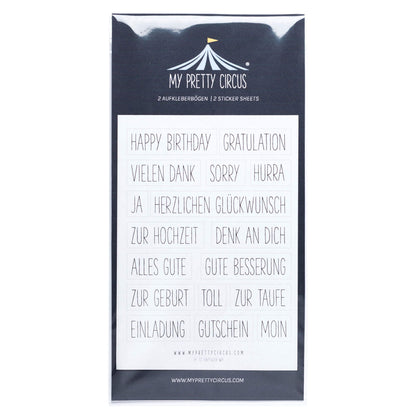 MY PRETTY CIRCUS
2 AUFKLEBERBÖGEN | 2 STICKER SHEETS
HAPPY BIRTHDAY GRATULATION
VIELEN DANK SORRY HURRA
JA HERZLICHEN GLÜCKWUNSCH
ZUR HOCHZEIT DENK AN DICH
ALLES GUTE GUTE BESSERUNG
ZUR GEBURT TOLL ZUR TAUFE
EINLADUNG GUTSCHEIN MOIN
WWW.MYPRETTYCIRCUS.COM
WWW.MYPRETTYCIRCUS.COM